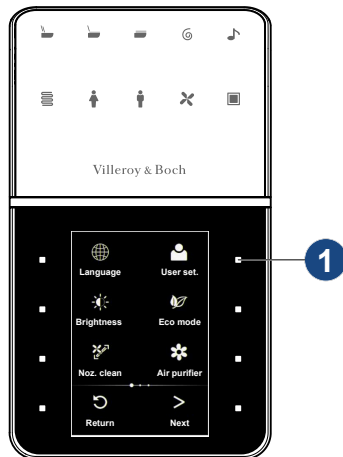 Villeroy & Boch
1
Language User set.
Brightness Eco mode
Noz. clean Air purifier
Return Next